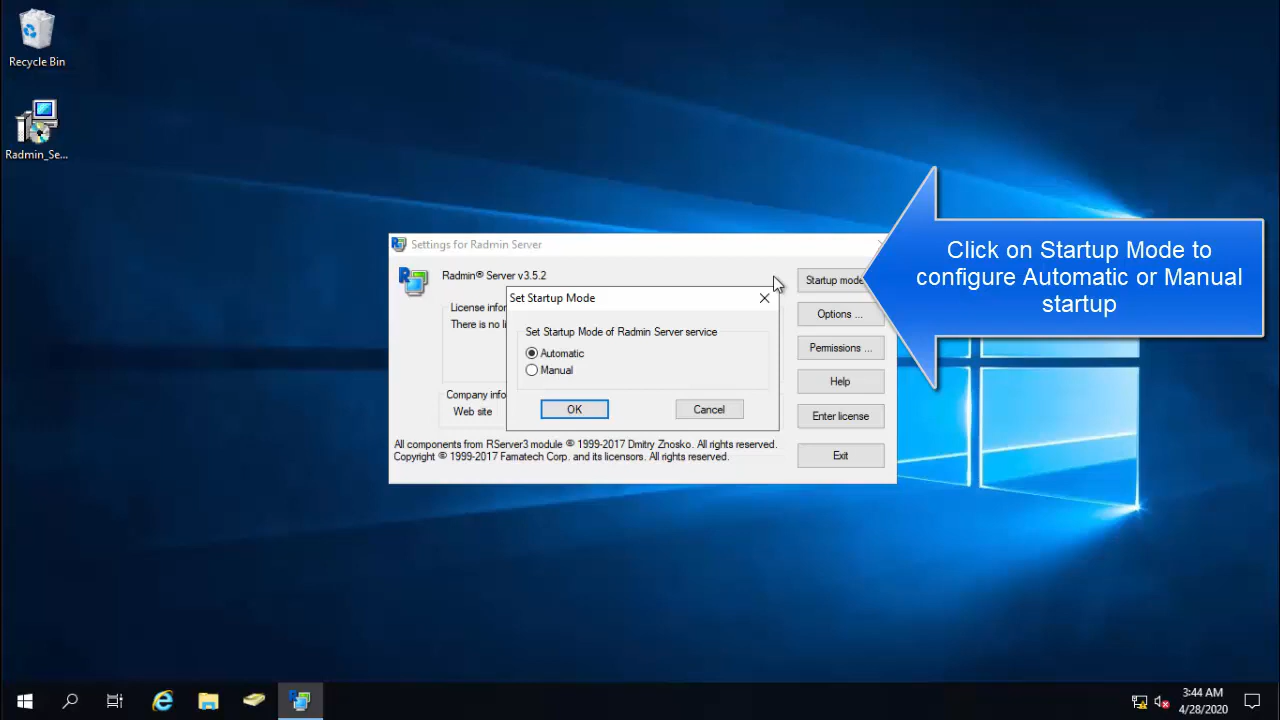 Recycle Bin
Radmin_Se...
Settings for Radmin Server
Radmin® Server v3.5.2
License infor
There is no li
Company info
Web site
All components from RServer3 module © 1999-2017 Dmitry Znosko. All rights reserved.
Copyright © 1999-2017 Famatech Corp. and its licensors. All rights reserved.
Startup mode
Options ...
Permissions ...
Help
Enter license
Exit
Set Startup Mode
Set Startup Mode of Radmin Server service
Automatic
Manual
OK
Cancel
Click on Startup Mode to
configure Automatic or Manual
startup
3:44 AM
4/28/2020